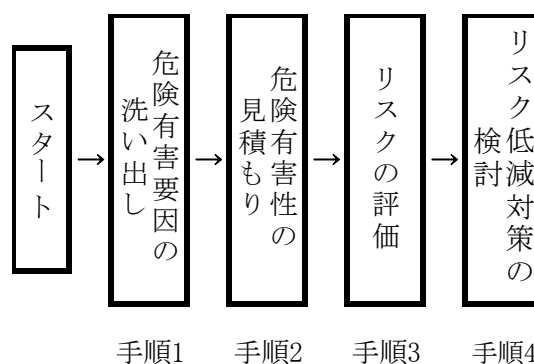 スタート
危険有害要因の
洗い出し
危険有害性の
見積もり
リスクの評価
リスク低減対策の
検討
手順1
手順2
手順3
手順4